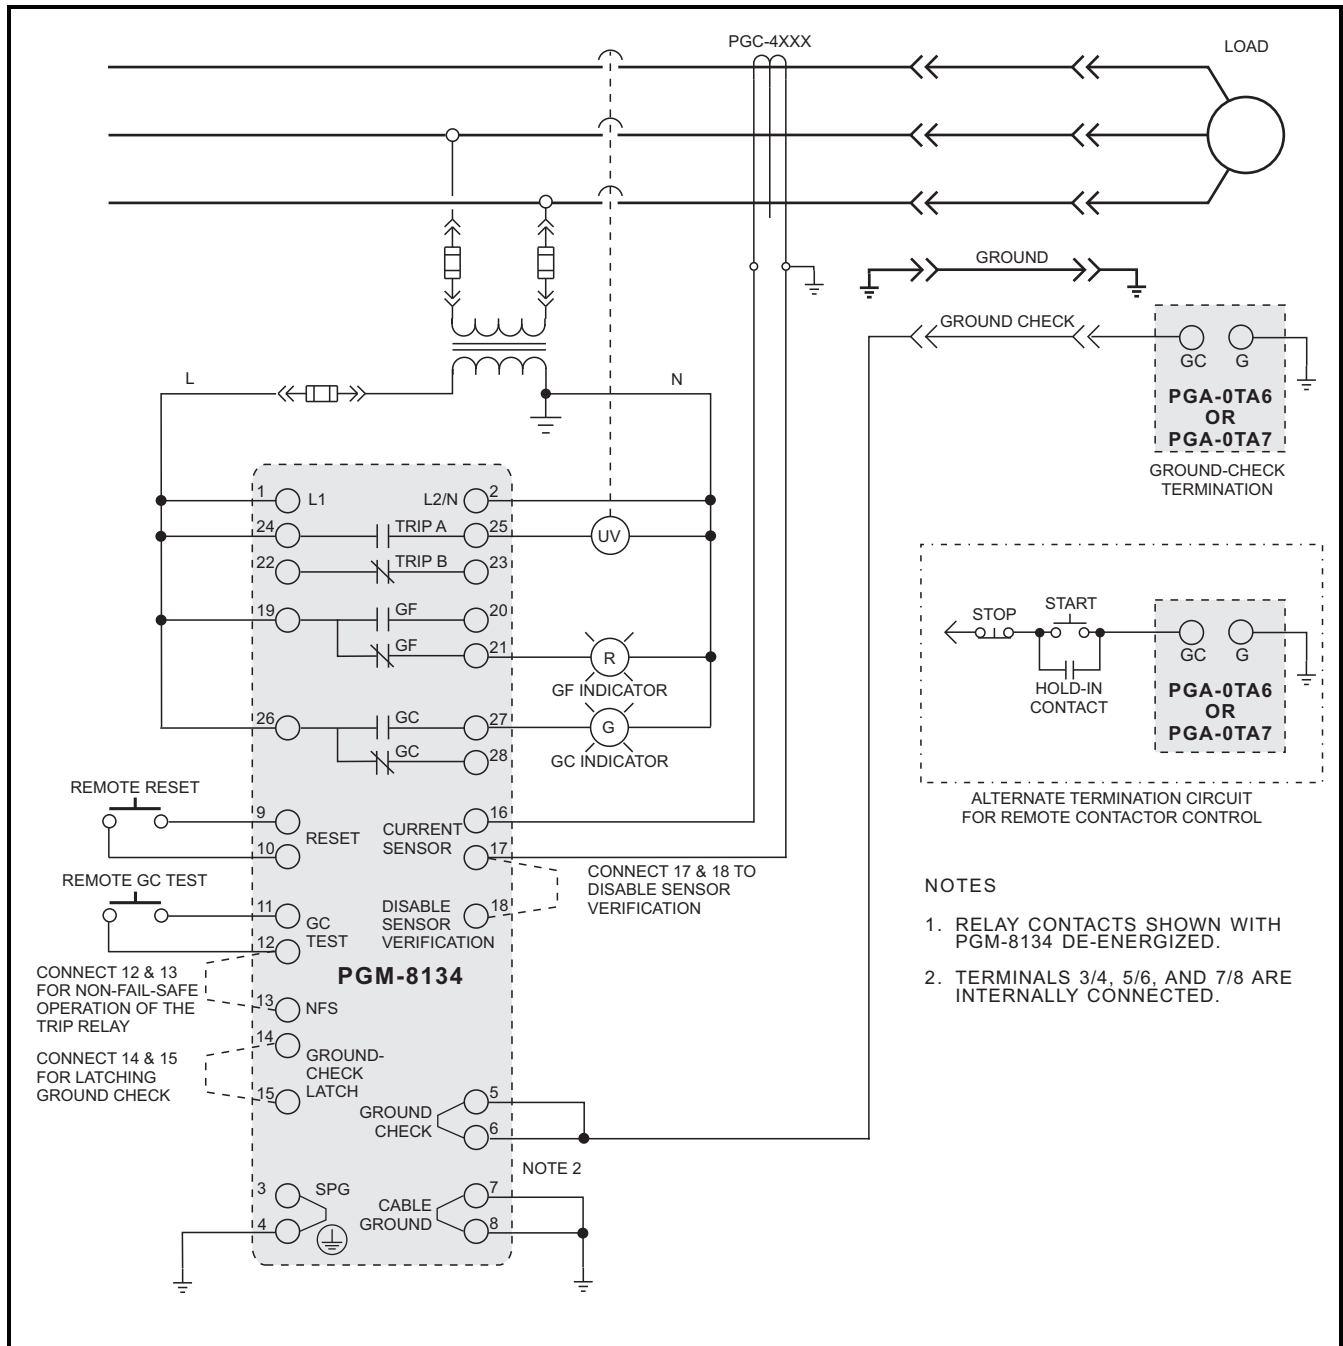 PGC-4XXX
LOAD
GROUND
GROUND CHECK
GC
G
PGA-0TA6
OR
PGA-0TA7
GROUND-CHECK
TERMINATION
L
N
1
L1
L2/N
2
24
TRIP A
25
UV
22
TRIP B
23
19
GF
20
GF
21
R
GF INDICATOR
26
GC
27
G
GC
28
GC INDICATOR
STOP
START
HOLD-IN
CONTACT
GC
G
PGA-0TA6
OR
PGA-0TA7
ALTERNATE TERMINATION CIRCUIT
FOR REMOTE CONTACTOR CONTROL
REMOTE RESET
9
RESET
10
CURRENT
SENSOR
16
17
CONNECT 17 & 18 TO
DISABLE SENSOR
VERIFICATION
REMOTE GC TEST
11
GC
TEST
12
DISABLE
SENSOR
VERIFICATION
18
PGM-8134
CONNECT 12 & 13
FOR NON-FAIL-SAFE
OPERATION OF THE
TRIP RELAY
13
NFS
14
GROUND-
CHECK
LATCH
15
CONNECT 14 & 15
FOR LATCHING
GROUND CHECK
GROUND
CHECK
5
6
NOTE 2
3
SPG
4
CABLE
GROUND
7
8
NOTES
1. RELAY CONTACTS SHOWN WITH
PGM-8134 DE-ENERGIZED.
2. TERMINALS 3/4, 5/6, AND 7/8 ARE
INTERNALLY CONNECTED.